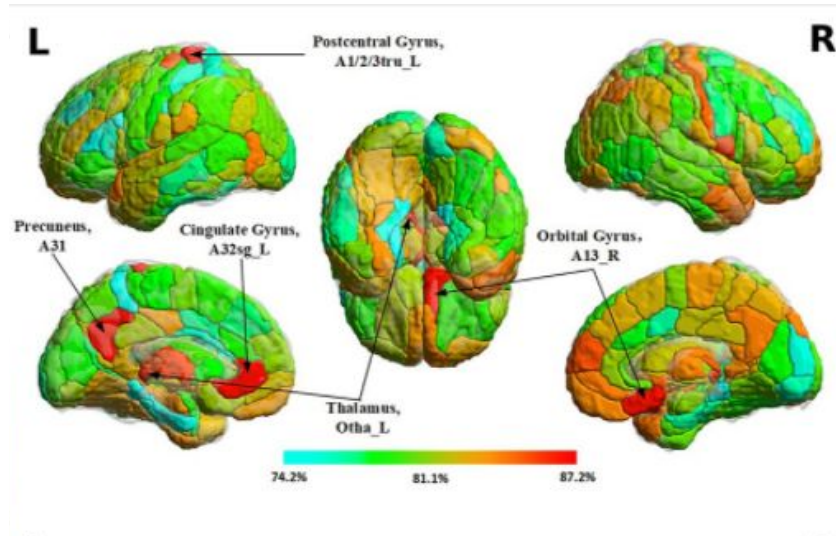 L
R
Postcentral Gyrus,
A1/2/3tru_L
Precuneus,
A31
Cingulate Gyrus,
A32sg_L
Orbital Gyrus,
A13_R
Thalamus,
Otha_L
74.2%
81.1%
87.2%